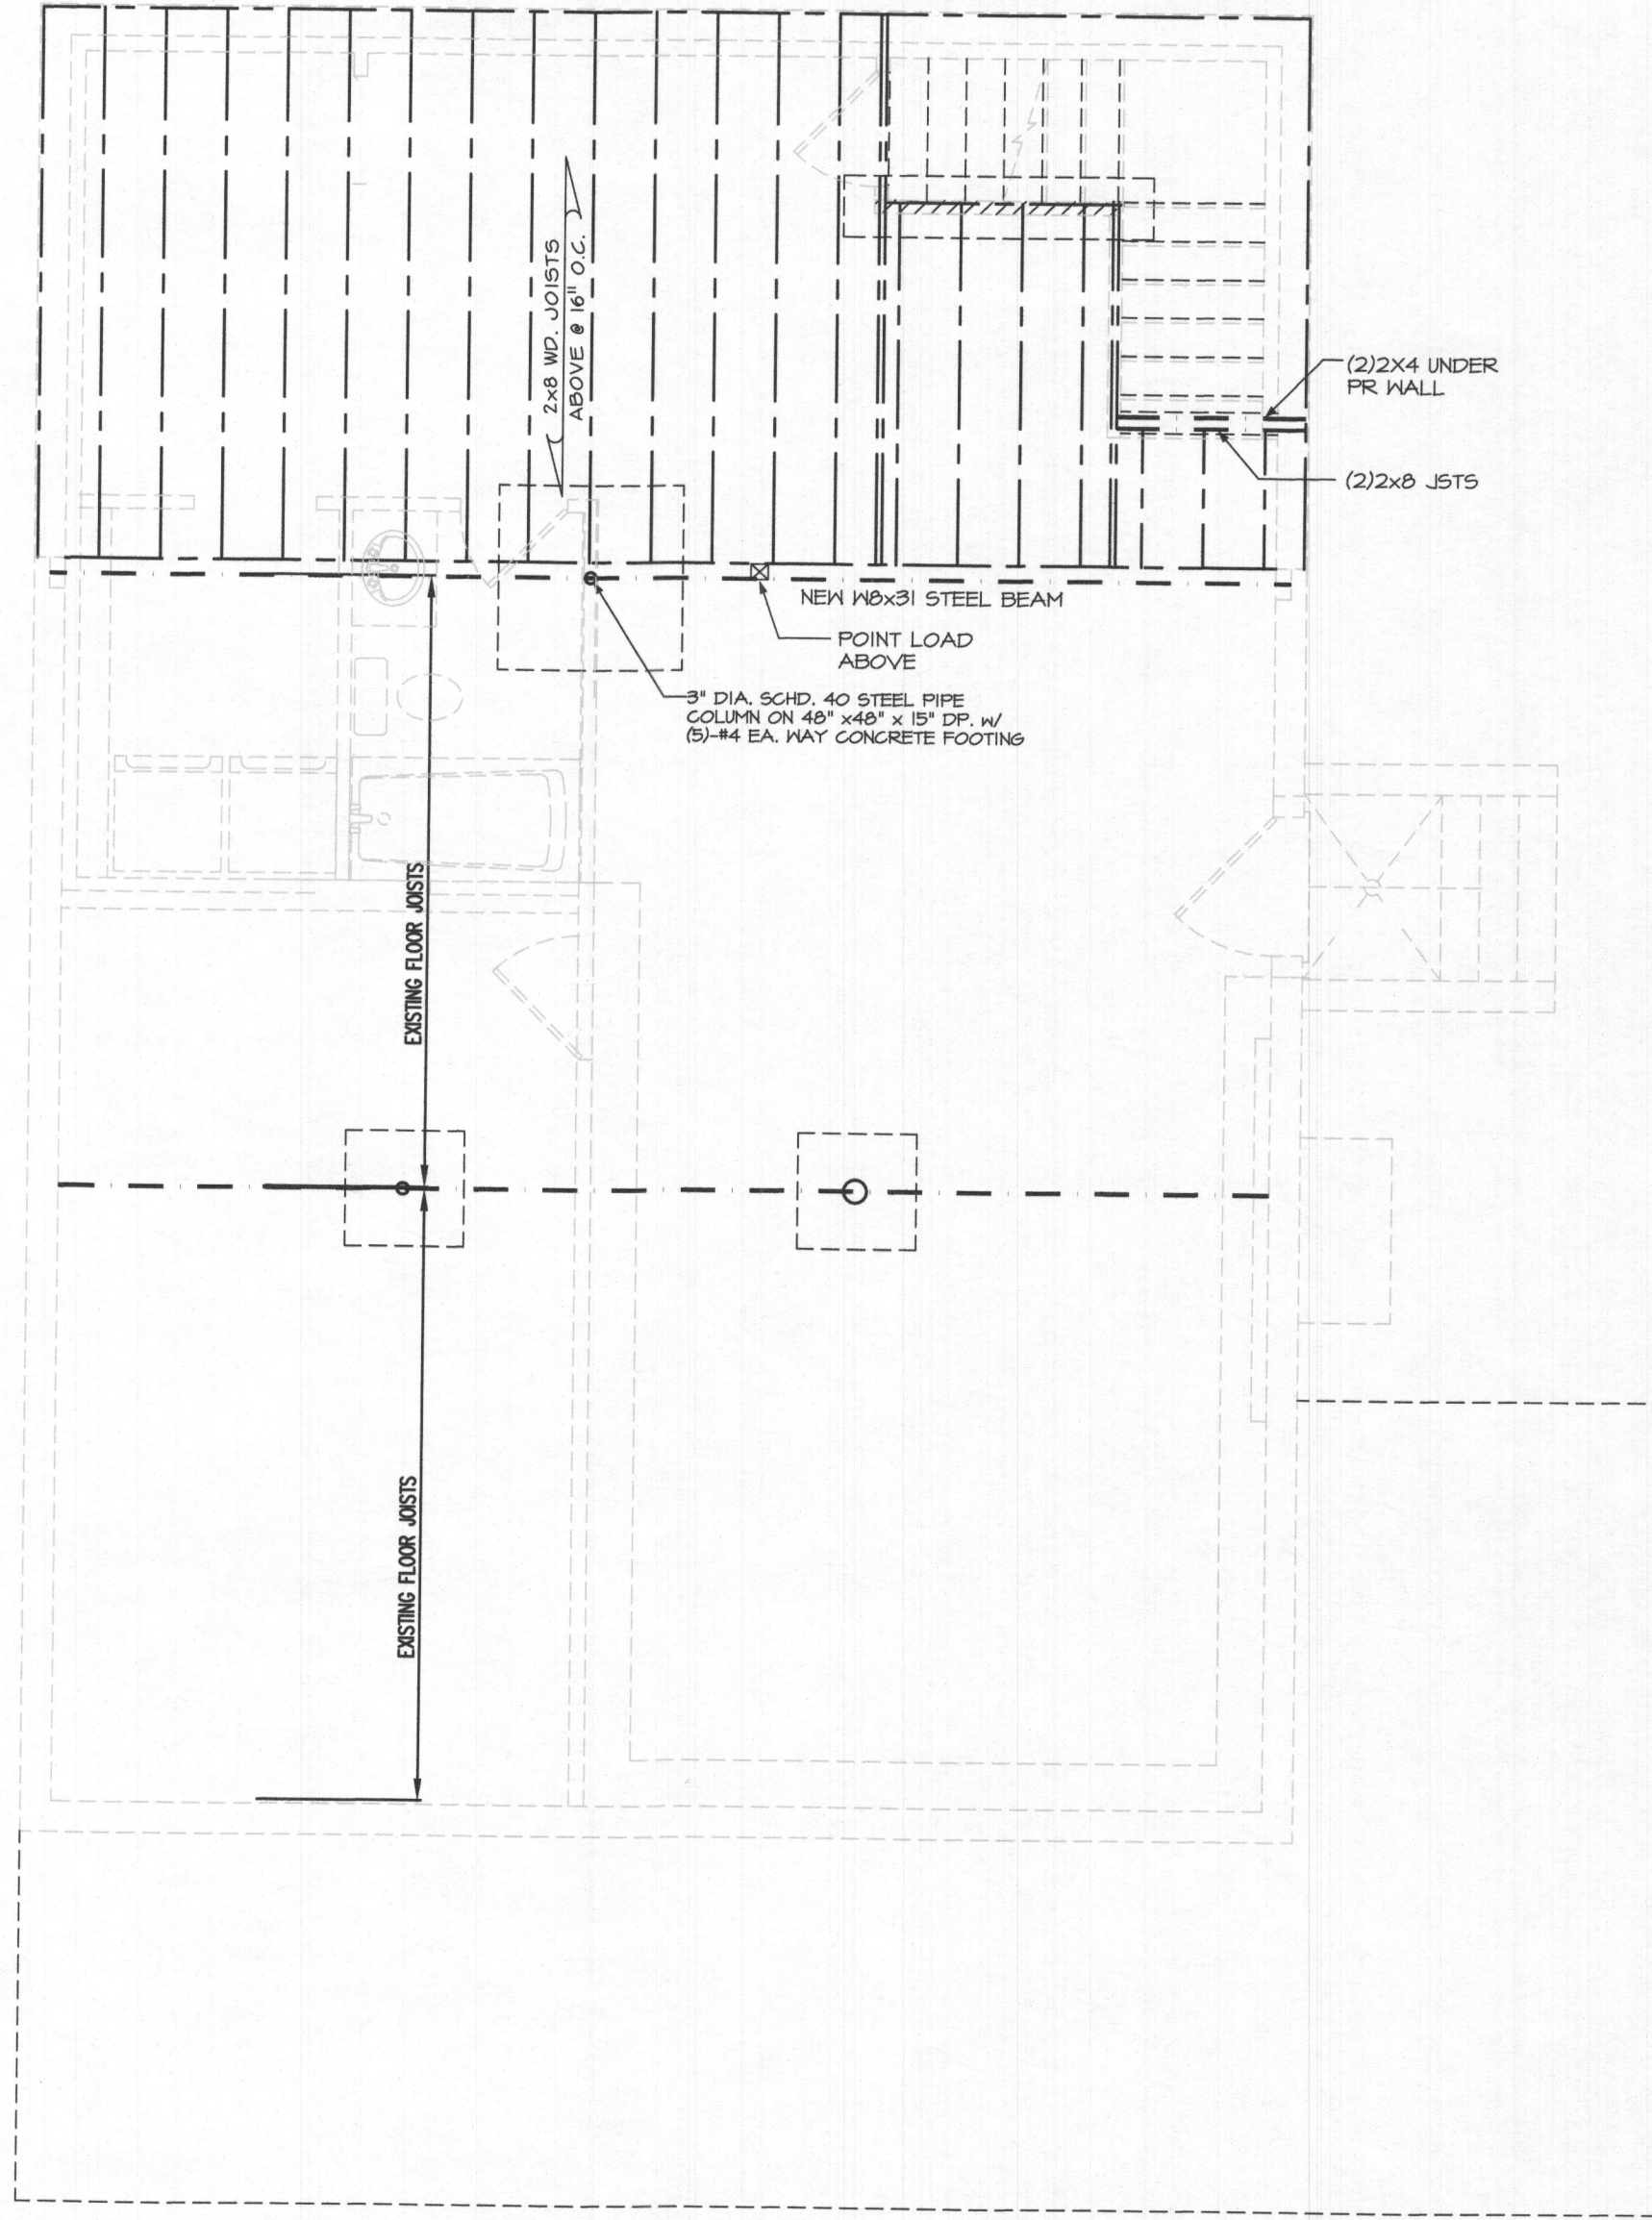 2x8 WD. JOISTS
ABOVE @ 16" O.C.
(2)2X4 UNDER
PR WALL
(2)2x8 JSTS
NEW W8x31 STEEL BEAM
POINT LOAD
ABOVE
3" DIA. SCHD. 40 STEEL PIPE
COLUMN ON 48" x48" x 15" DP. W/
(5)-#4 EA. WAY CONCRETE FOOTING
EXISTING FLOOR JOISTS
EXISTING FLOOR JOISTS